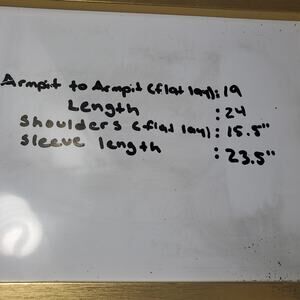 Armpit to Armpit (flat lay): 19
Length : 24
Shoulders (flat lay) : 15.5"
Sleeve length : 23.5"